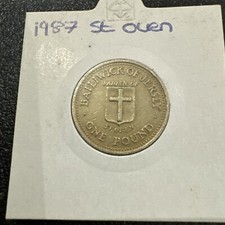 1987 St Ouen
BAILIWICK OF JERSEY
ONE POUND